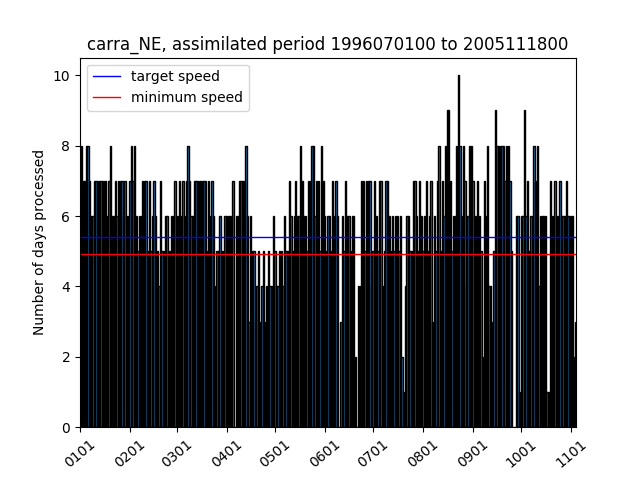 carra_NE, assimilated period 1996070100 to 2005111800
target speed
minimum speed
Number of days processed
10
8
6
4
2
0
0101 0201 0301 0401 0501 0601 0701 0801 0901 1001 1101